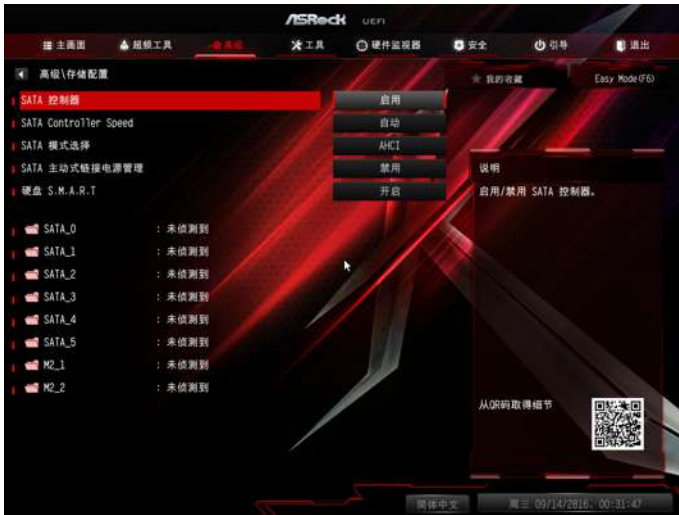 ASRock UEFI
主画面 超频工具 高级 工具 硬件监视器 安全 引导 退出
高级\存储配置 我的收藏 Easy Mode(F6)
SATA 控制器 启用
SATA Controller Speed 自动
SATA 模式选择 AHCI
SATA 主动式链接电源管理 禁用
硬盘 S.M.A.R.T 开启
说明
启用/禁用 SATA 控制器。
SATA_0 : 未侦测到
SATA_1 : 未侦测到
SATA_2 : 未侦测到
SATA_3 : 未侦测到
SATA_4 : 未侦测到
SATA_5 : 未侦测到
M2_1 : 未侦测到
M2_2 : 未侦测到
从QR码取得细节
简体中文 周三 09/14/2816. 00:31:47